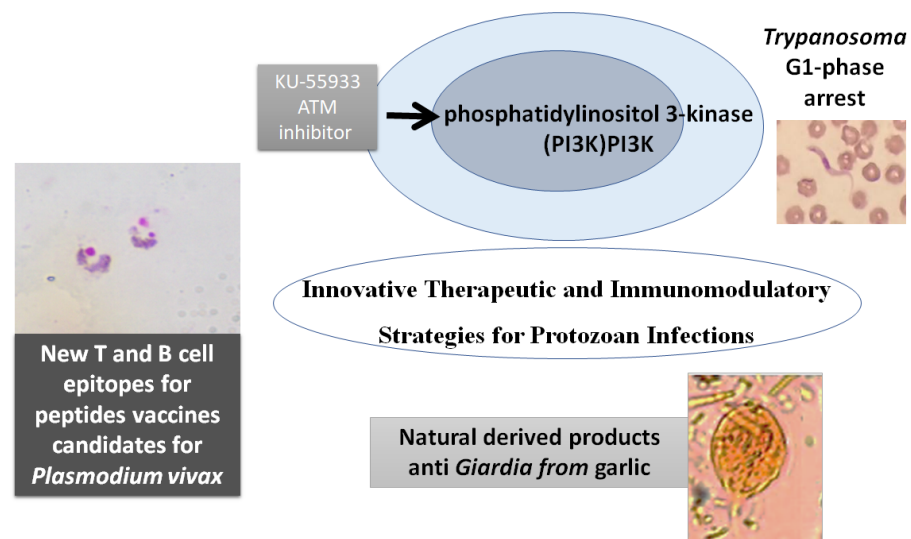 KU-55933
ATM
inhibitor
phosphatidylinositol 3-kinase
(PI3K)PI3K
Trypanosoma
G1-phase
arrest
Innovative Therapeutic and Immunomodulatory
Strategies for Protozoan Infections
New T and B cell
epitopes for
peptides vaccines
candidates for
Plasmodium vivax
Natural derived products
anti Giardia from garlic